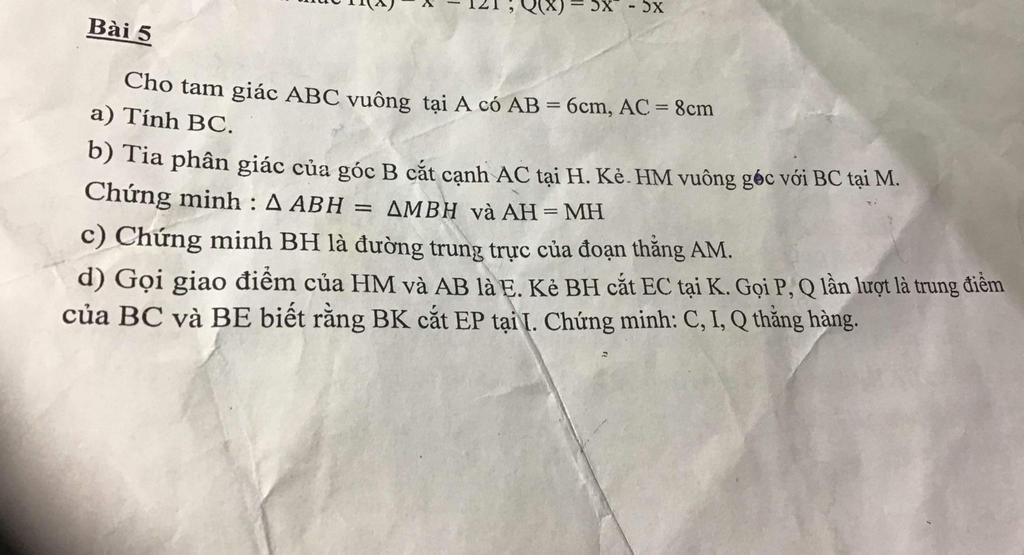 H(x) = x - 121 ; Q(x) = 5x - 5x
Bài 5
Cho tam giác ABC vuông tại A có AB = 6cm, AC = 8cm
a) Tính BC.
b) Tia phân giác của góc B cắt cạnh AC tại H. Kẻ HM vuông góc với BC tại M.
Chứng minh : Δ ABH = ΔMBH và AH = MH
c) Chứng minh BH là đường trung trực của đoạn thẳng AM.
d) Gọi giao điểm của HM và AB là E. Kẻ BH cắt EC tại K. Gọi P, Q lần lượt là trung điểm
của BC và BE biết rằng BK cắt EP tại I. Chứng minh: C, I, Q thẳng hàng.